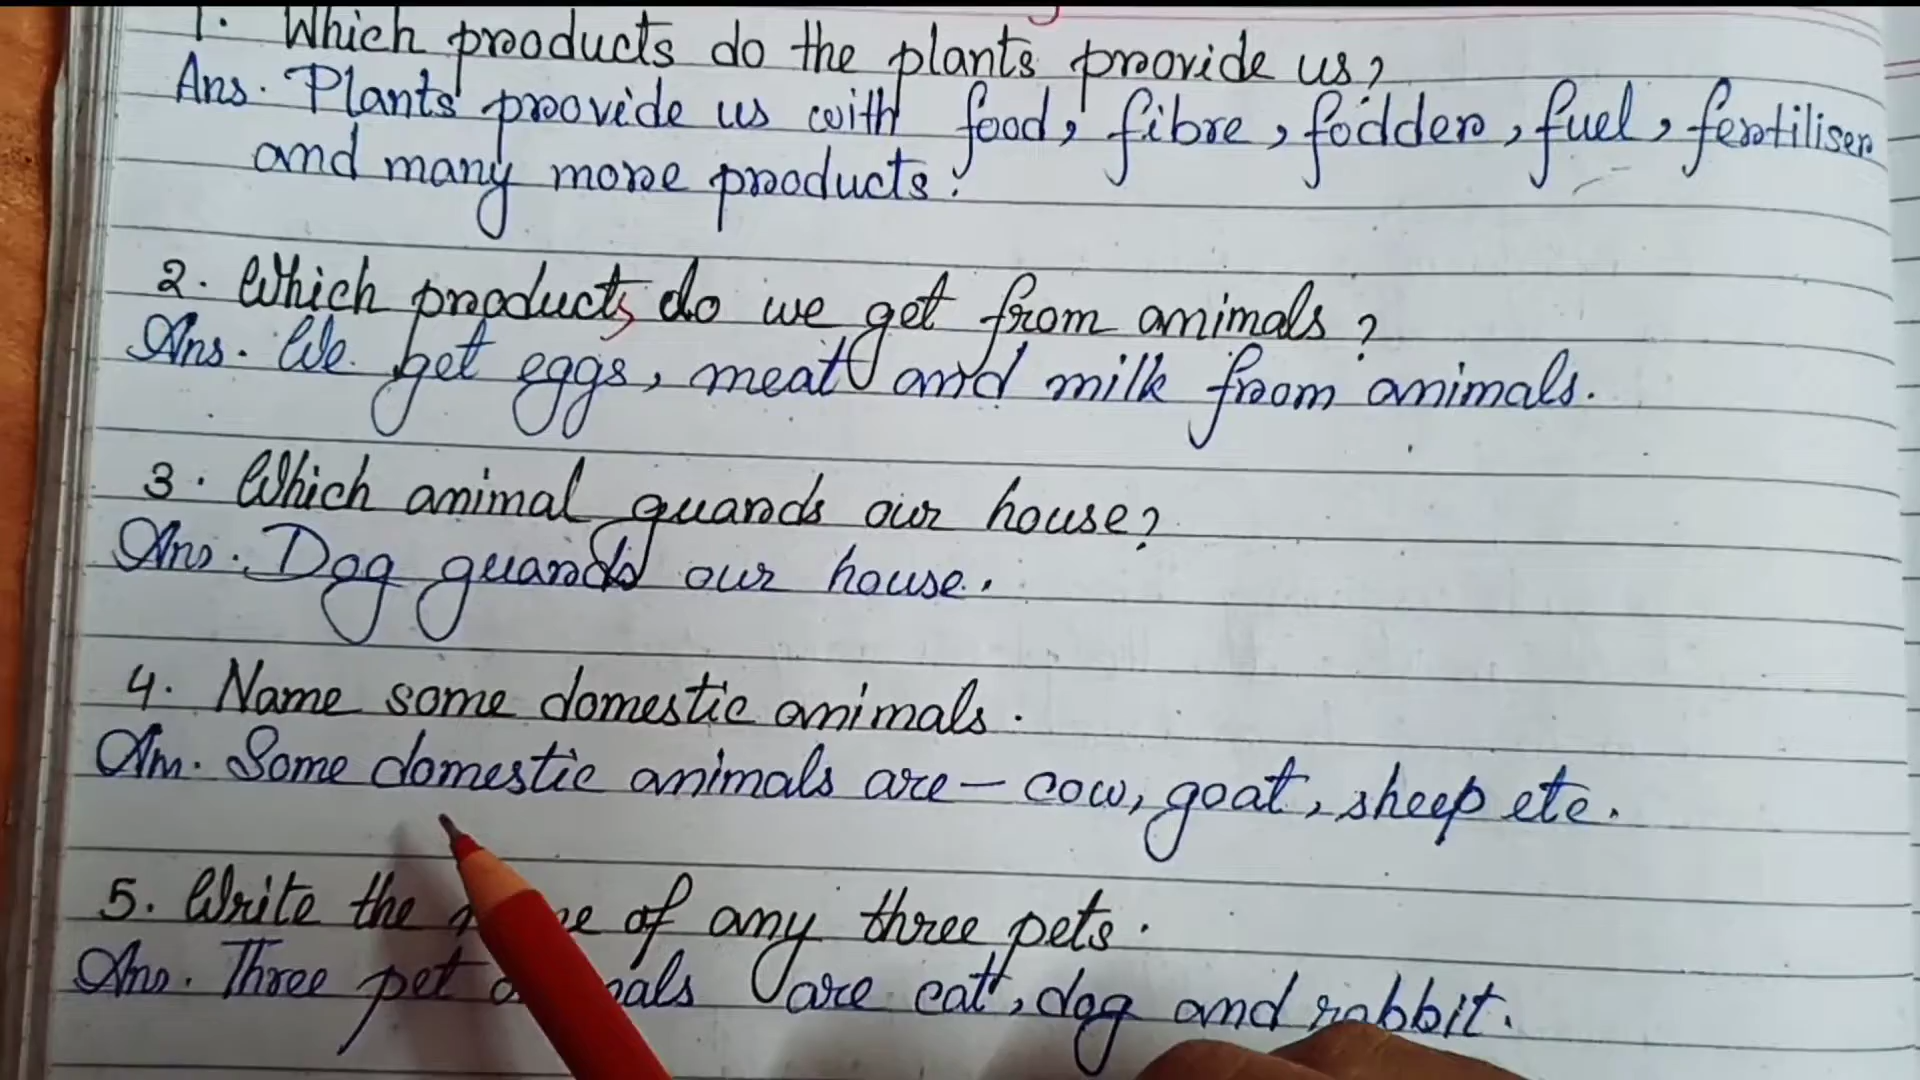 1. Which products do the plants provide us?
Ans. Plants provide us with food, fibre, fodder, fuel, fertiliser
and many more products.
2. Which products do we get from animals?
Ans. We get eggs, meat and milk from animals.
3. Which animal guards our house?
Ans. Dog guards our house.
4. Name some domestic animals.
Ans. Some domestic animals are – cow, goat, sheep etc.
5. Write the of any three pets.
Ans. Three pet are cat, dog and rabbit.